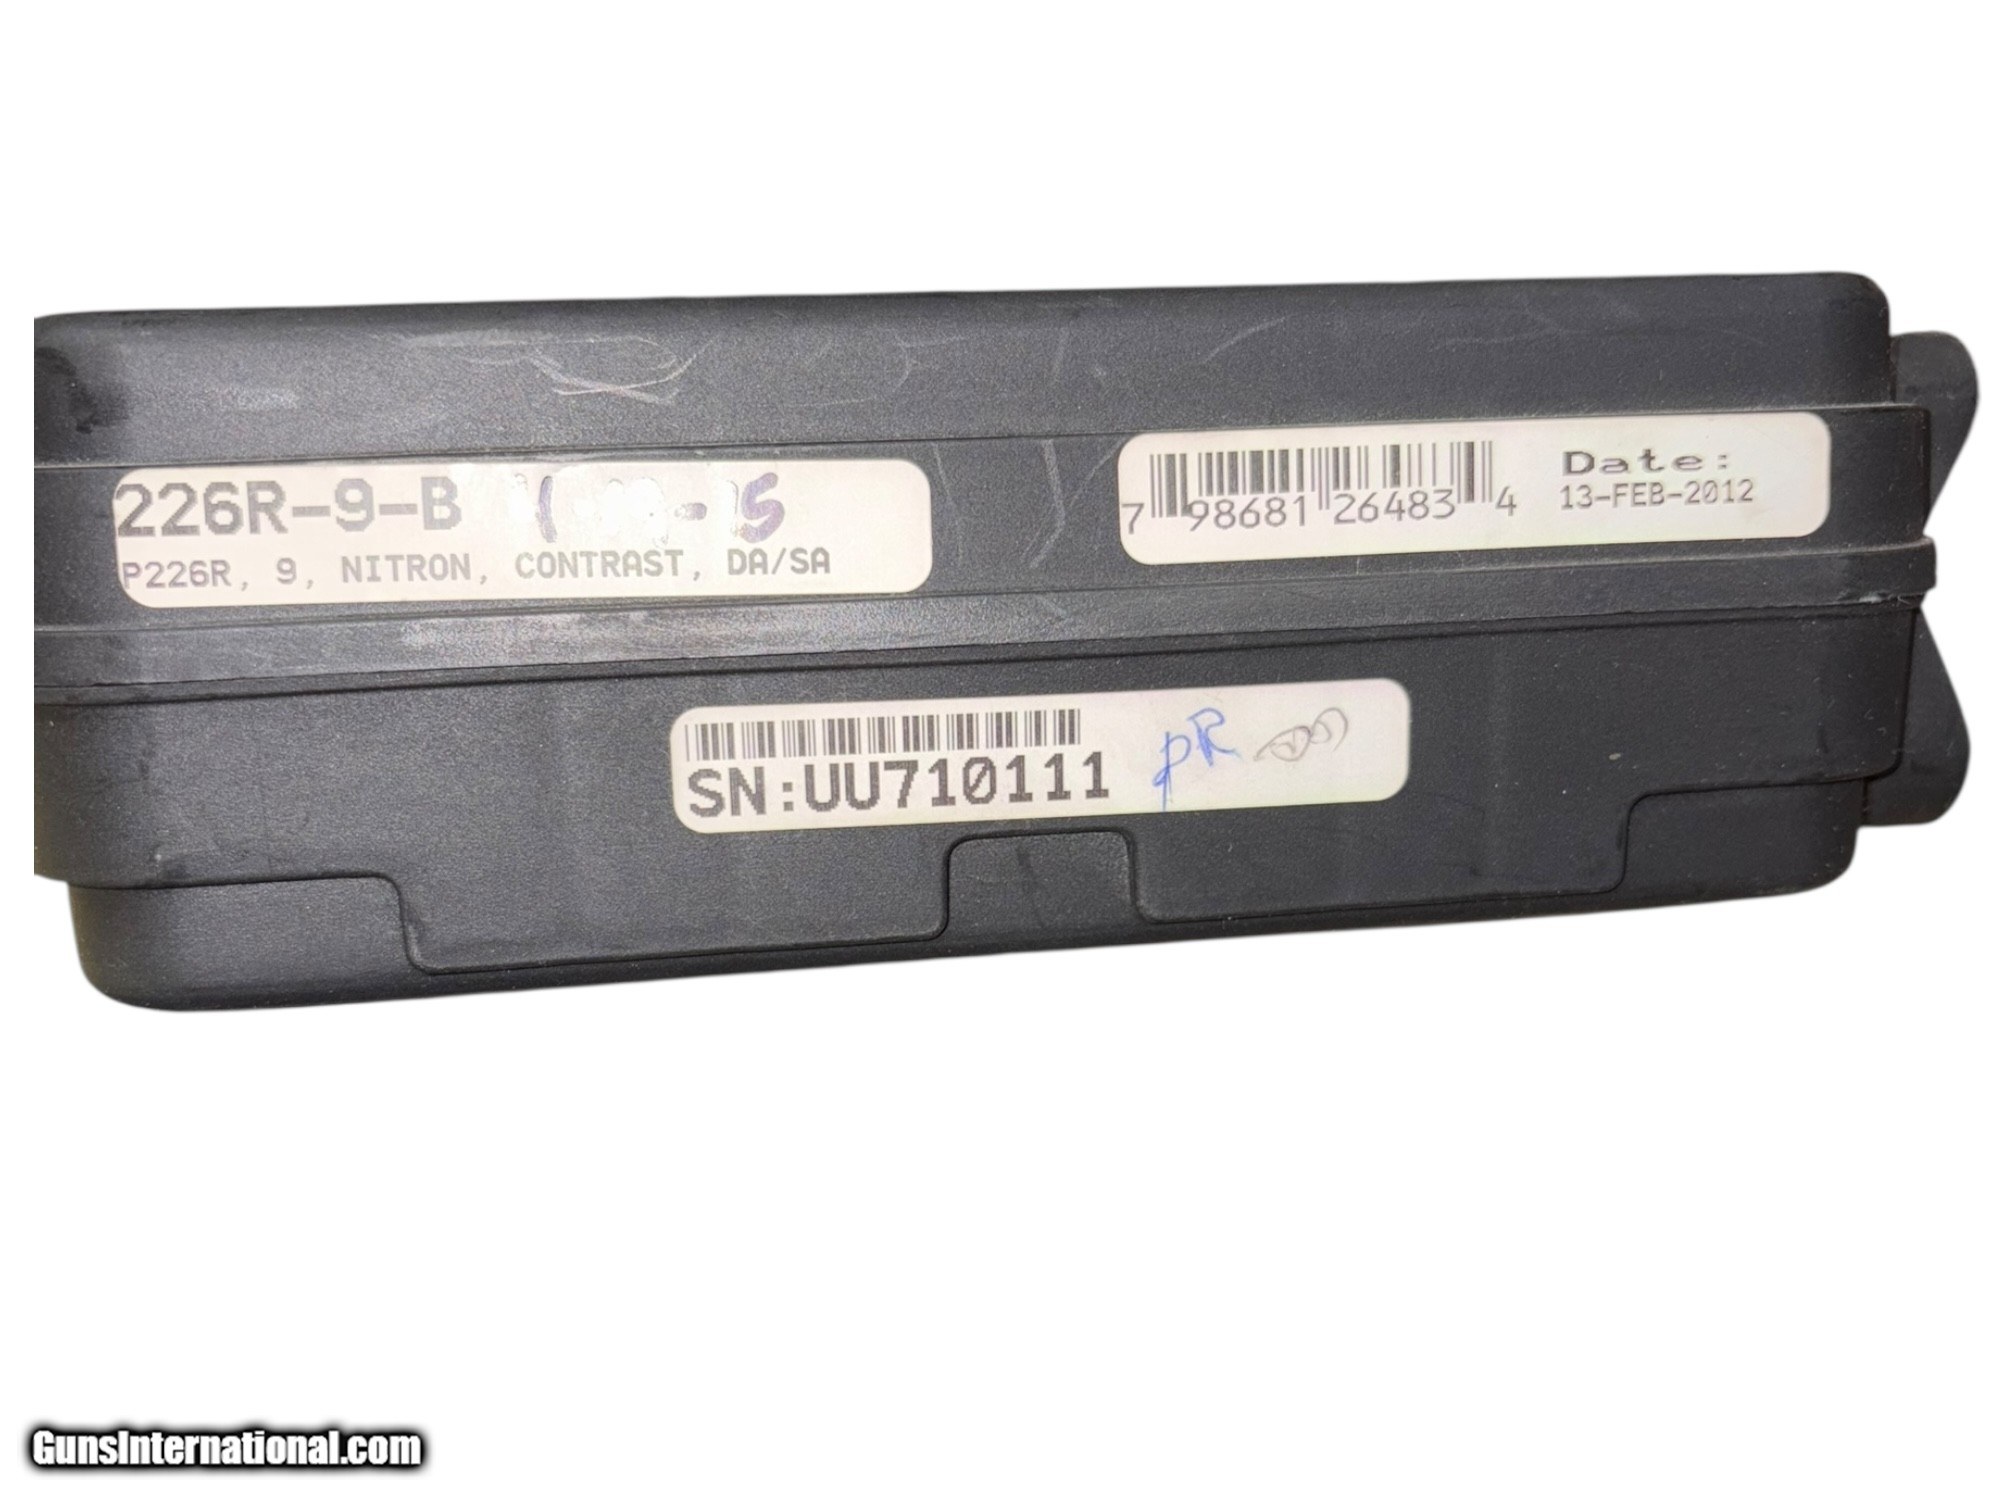 226R-9-B
P226R, 9, NITRON, CONTRAST, DA/SA
7 98681 26483 4
Date:
13-FEB-2012
SN:UU710111 PR
GunsInternational.com